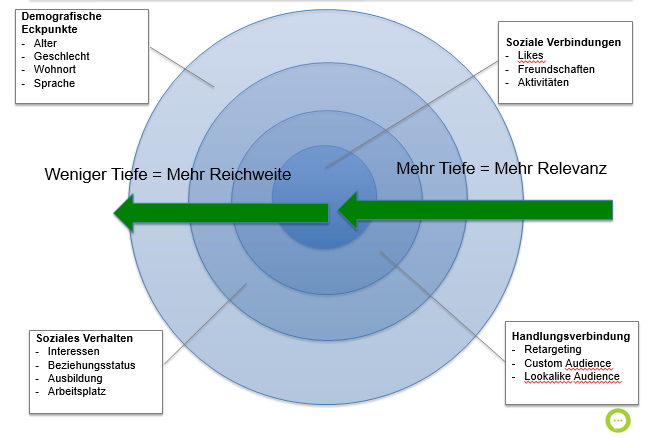 Demografische
Eckpunkte
- Alter
- Geschlecht
- Wohnort
- Sprache
Soziale Verbindungen
- Likes
- Freundschaften
- Aktivitäten
Weniger Tiefe = Mehr Reichweite
Mehr Tiefe = Mehr Relevanz
Soziales Verhalten
- Interessen
- Beziehungsstatus
- Ausbildung
- Arbeitsplatz
Handlungsverbindung
- Retargeting
- Custom Audience
- Lookalike Audience